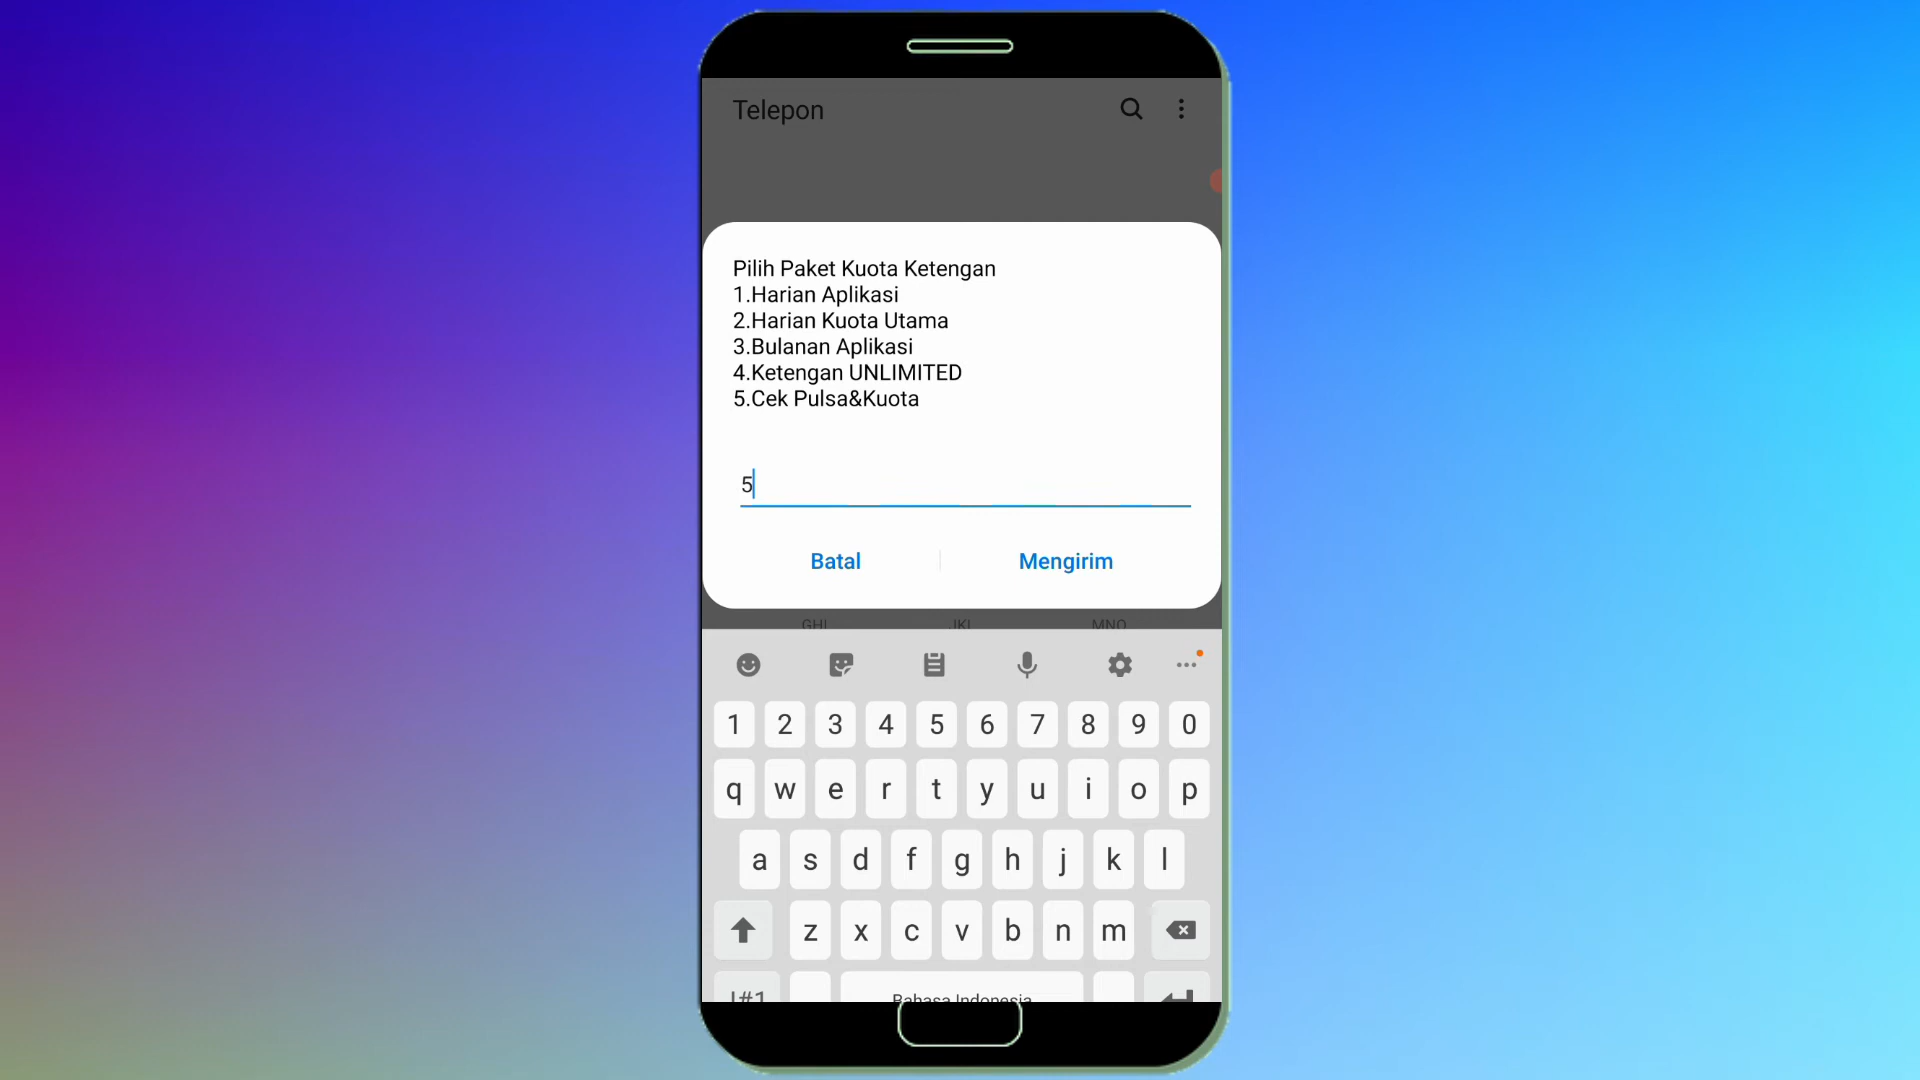 Telepon
Pilih Paket Kuota Ketengan
1.Harian Aplikasi
2.Harian Kuota Utama
3.Bulanan Aplikasi
4.Ketengan UNLIMITED
5.Cek Pulsa&Kuota
5
Batal Mengirim
GHI JKL MNO
1 2 3 4 5 6 7 8 9 0
q w e r t y u i o p
a s d f g h j k l
z x c v b n m
!#1 Bahasa Indonesia